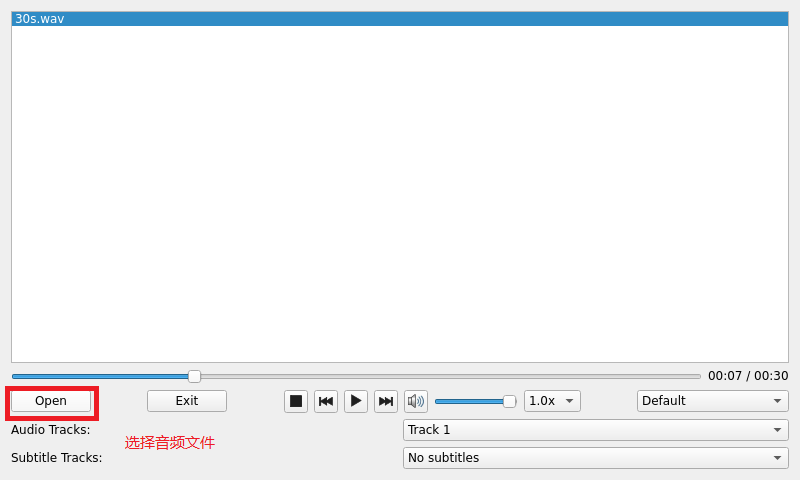 30s.wav
00:07 / 00:30
Open
Exit
1.0x
Default
Audio Tracks:
Track 1
选择音频文件
Subtitle Tracks:
No subtitles